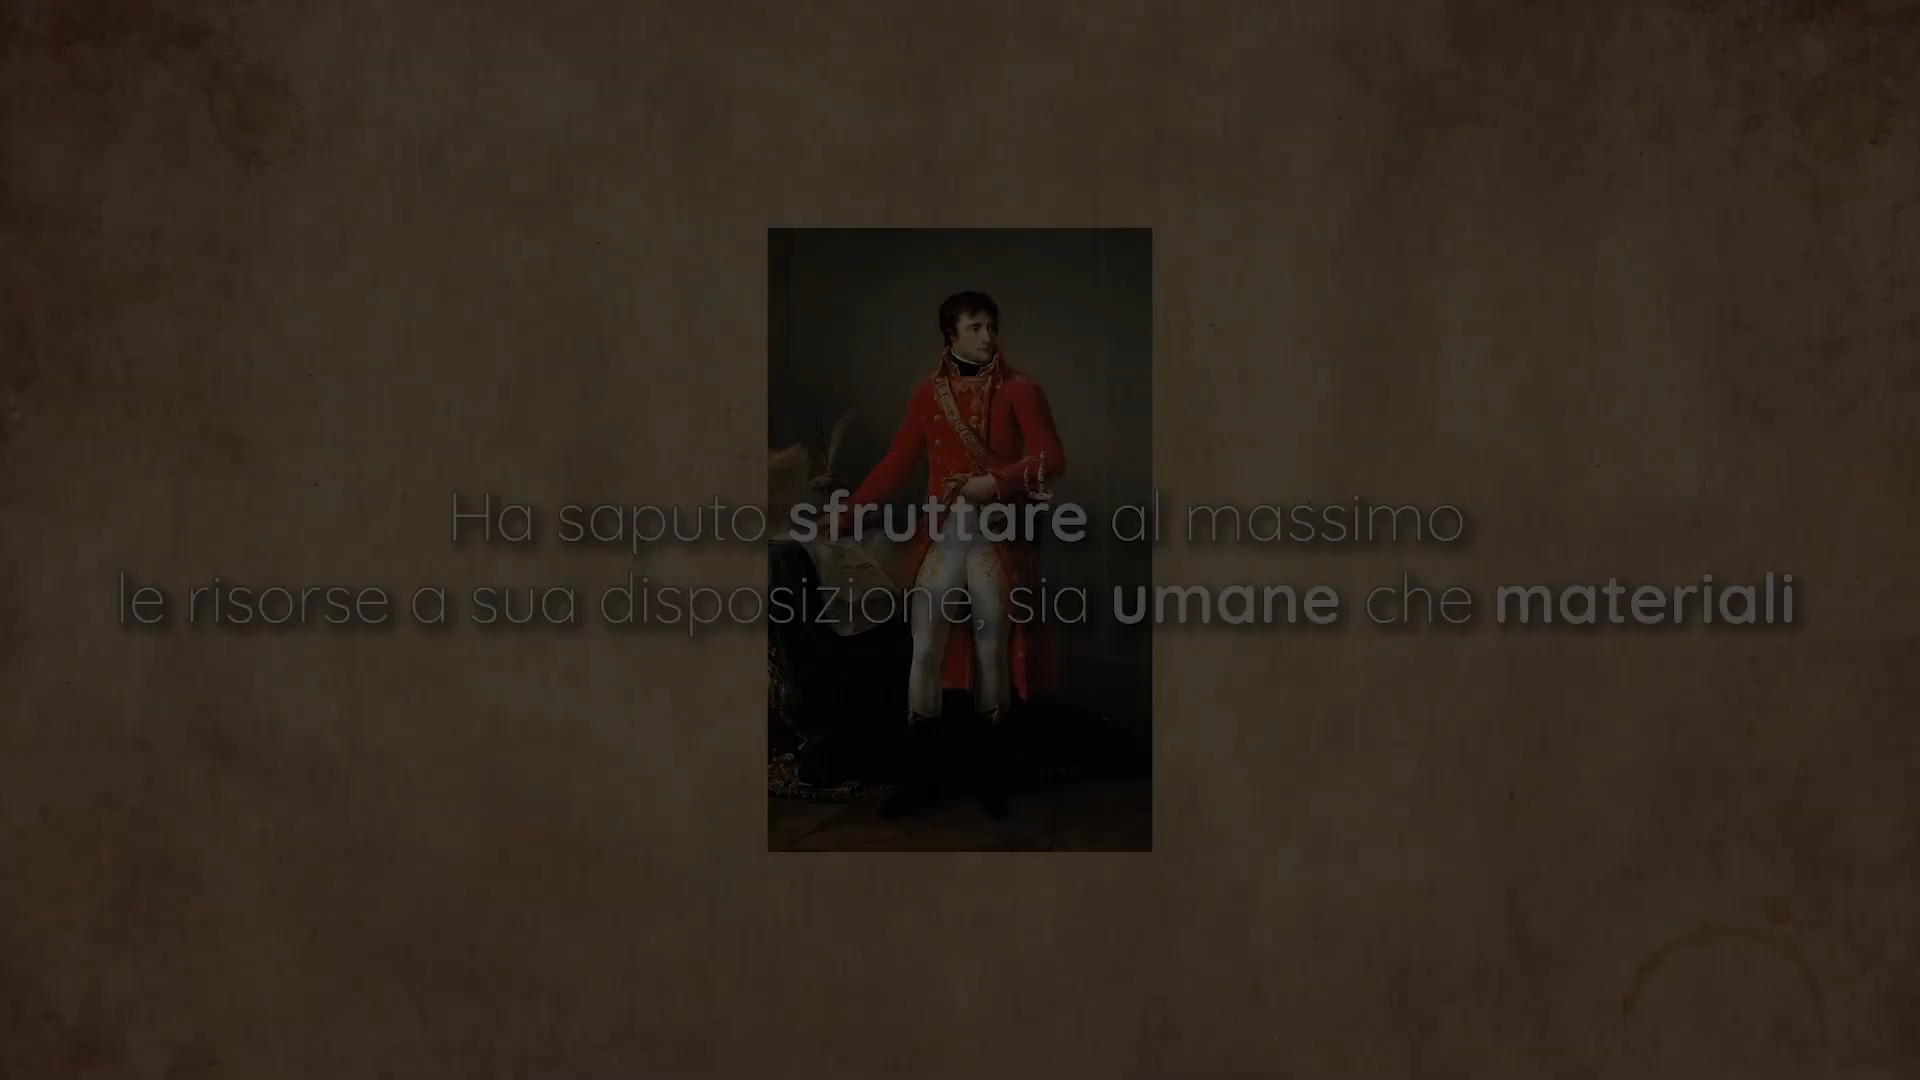 Ha saputo sfruttare al massimo
le risorse a sua disposizione, sia umane che materiali